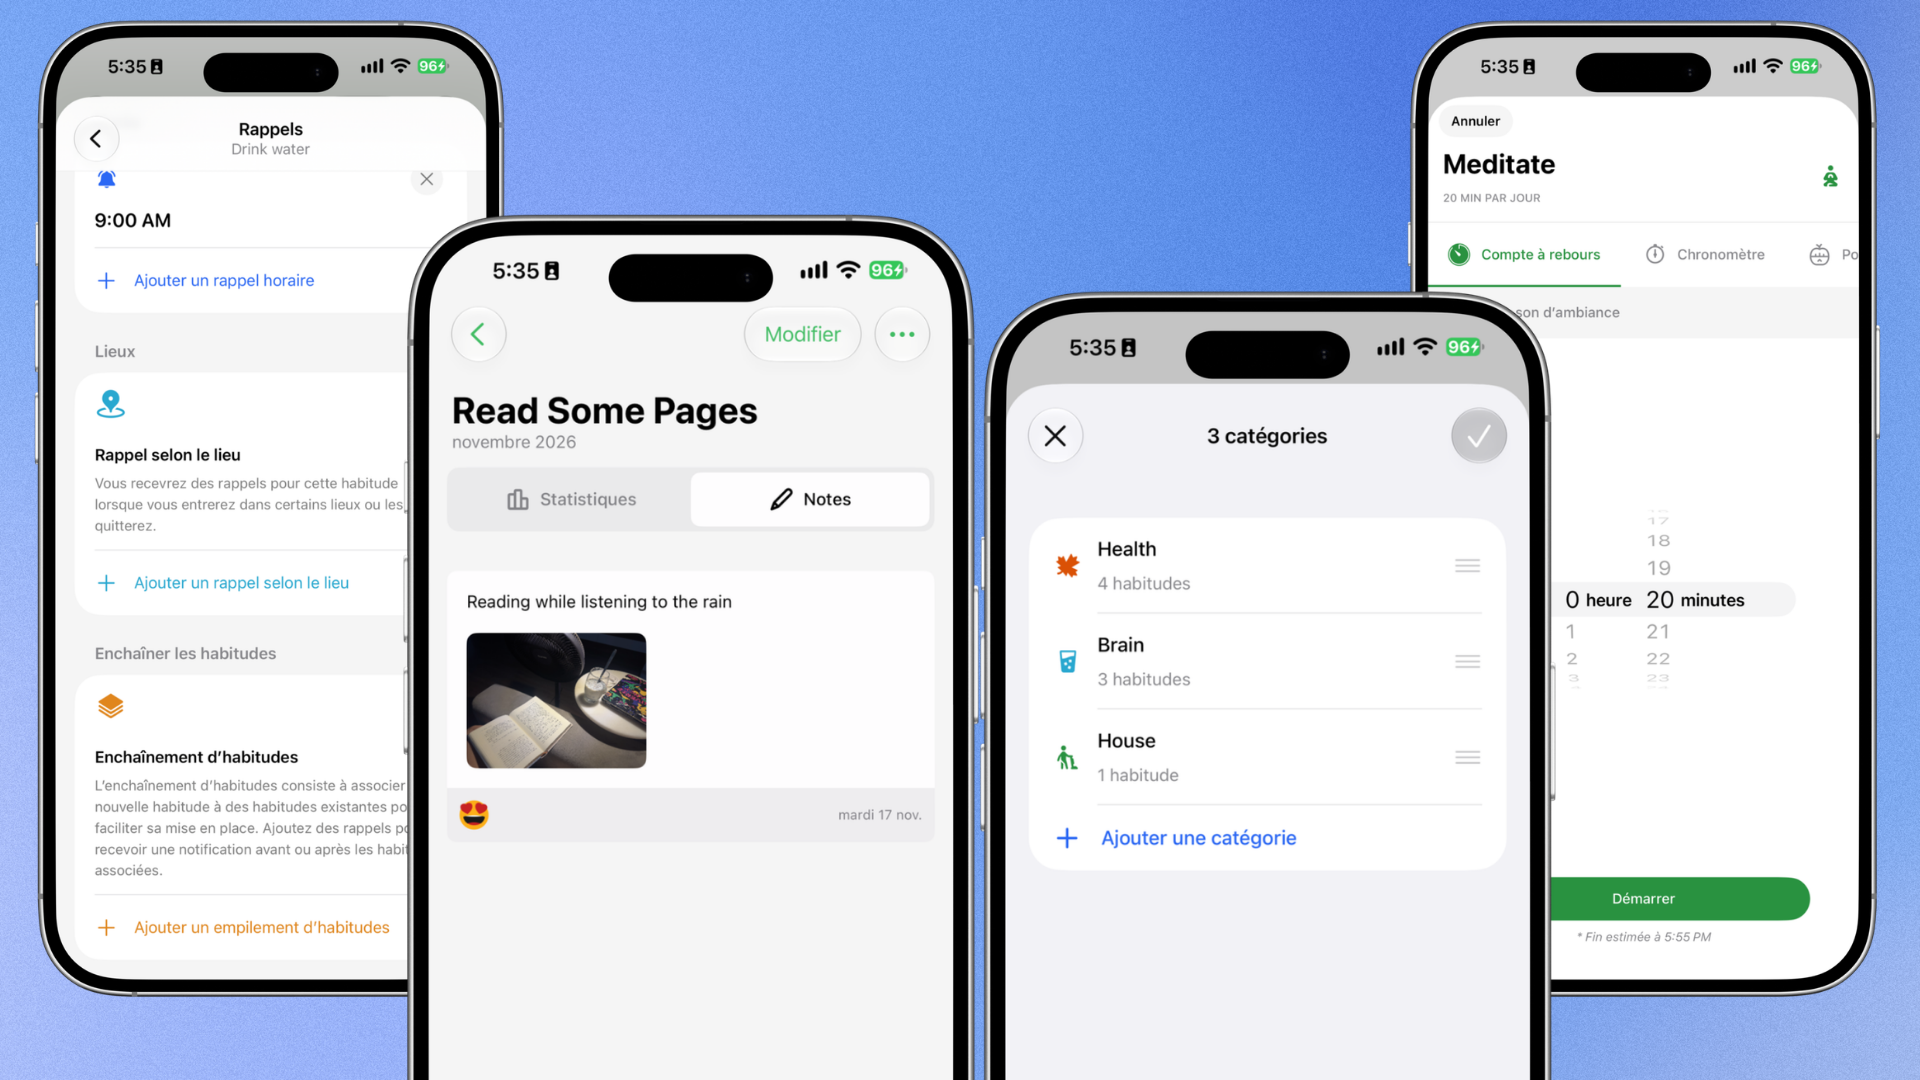 5:35
96
Rappels
Drink water
9:00 AM
Ajouter un rappel horaire
Lieux
Rappel selon le lieu
Vous recevrez des rappels pour cette habitude
lorsque vous entrerez dans certains lieux ou les
quitterez.
Ajouter un rappel selon le lieu
Enchaîner les habitudes
Enchaînement d’habitudes
L’enchaînement d’habitudes consiste à associer
nouvelle habitude à des habitudes existantes
faciliter sa mise en place. Ajoutez des rappels
recevoir une notification avant ou après les
associées.
Ajouter un empilement d’habitudes
5:35
96
Modifier
Read Some Pages
novembre 2026
Statistiques
Notes
Reading while listening to the rain
mardi 17 nov.
5:35
96
3 catégories
Health
4 habitudes
Brain
3 habitudes
House
1 habitude
Ajouter une catégorie
5:35
96
Annuler
Meditate
20 MIN PAR JOUR
Compte à rebours
Chronomètre
Po
son d’ambiance
17
18
19
0 heure 20 minutes
1 21
2 22
3 23
Démarrer
* Fin estimée à 5:55 PM